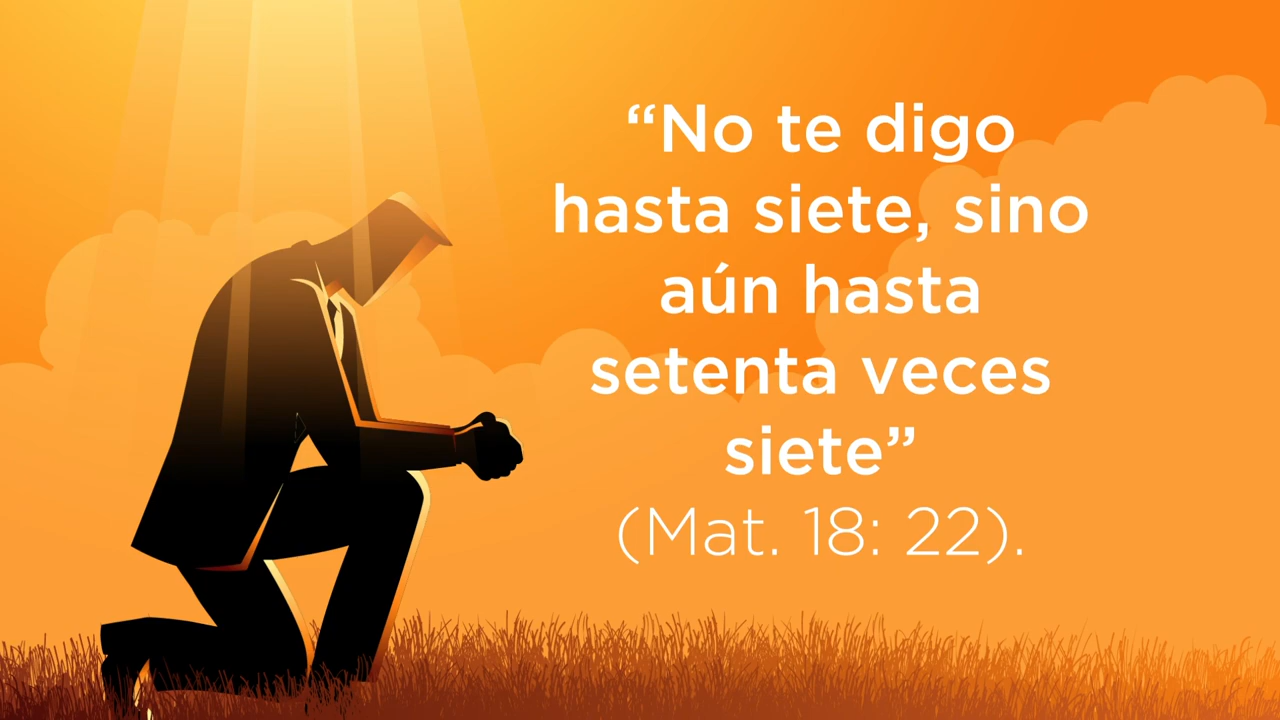 “No te digo
hasta siete, sino
aún hasta
setenta veces
siete”
(Mat. 18: 22).